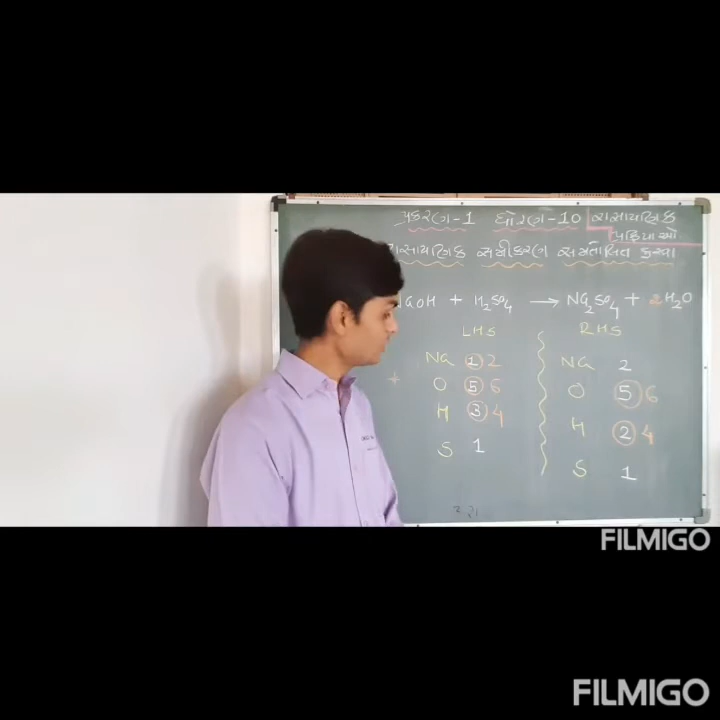 પ્રકરણ-1 ધોરણ-10 રાસાયણિક
પ્રક્રિયાઓ.
રાસાયણિક સમીકરણ સમતોલિત કરવા
NaOH + H₂SO₄ → Na₂SO₄ + 2H₂O
LHS RHS
Na 1 2 Na 2
O 5 6 O 5 6
H 3 4 H 2 4
S 1 S 1
FILMIGO
FILMIGO